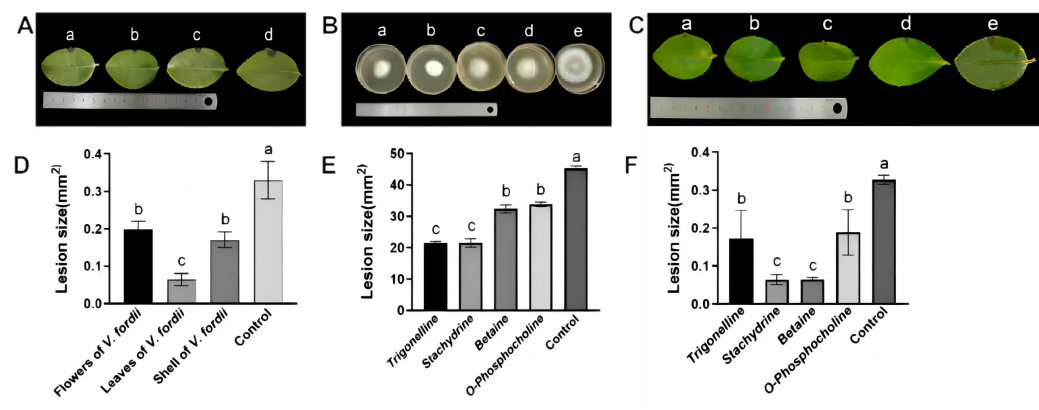 A
a b c d
B
a b c d e
C
a b c d e
D
Lesion size(mm²)
0.4
0.3
0.2
0.1
0.0
b
c
b
a
Flowers of V. fordii
Leaves of V. fordii
Shell of V. fordii
Control
E
Lesion size(mm²)
50
40
30
20
10
0
c
c
b
b
a
Trigonelline
Stachydrine
Betaine
O-Phosphocholine
Control
F
Lesion size(mm²)
0.4
0.3
0.2
0.1
0.0
b
c
c
b
a
Trigonelline
Stachydrine
Betaine
O-Phosphocholine
Control